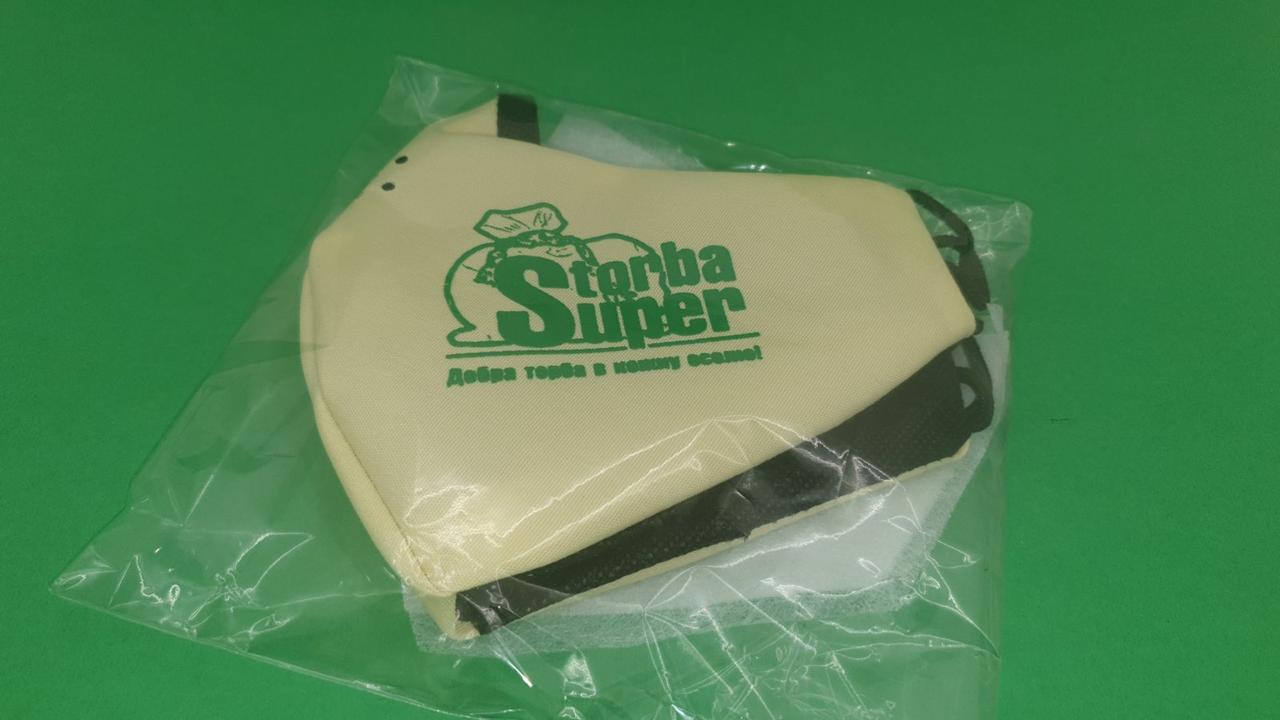 Storba
Super
Добра торба в кожну оселю!